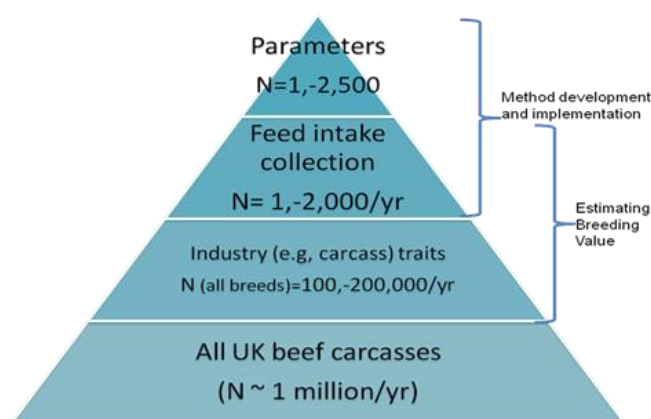 Parameters
N=1,-2,500
Feed intake
collection
N= 1,-2,000/yr
Industry (e.g, carcass) traits
N (all breeds)=100,-200,000/yr
All UK beef carcasses
(N ~ 1 million/yr)
Method development
and implementation
Estimating
Breeding
Value